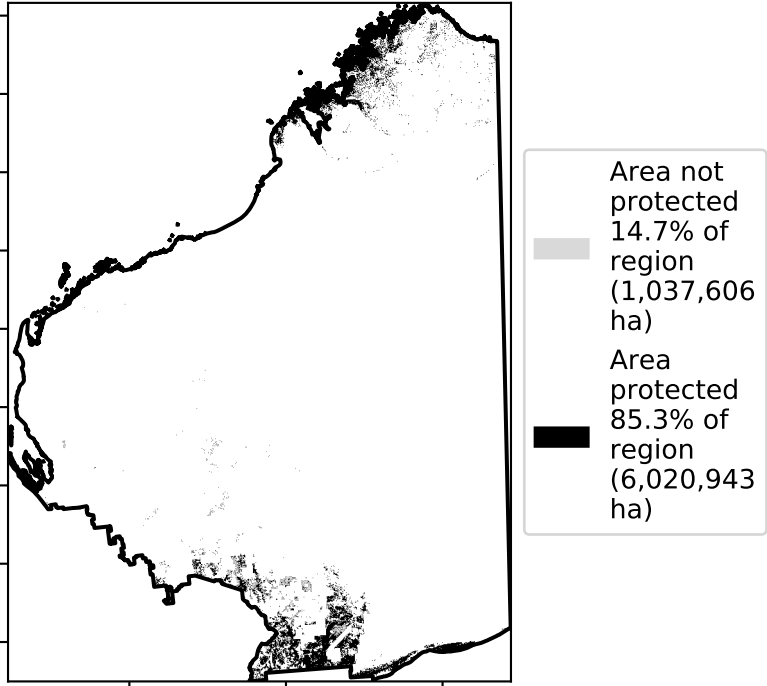 Area not
protected
14.7% of
region
(1,037,606
ha)
Area
protected
85.3% of
region
(6,020,943
ha)